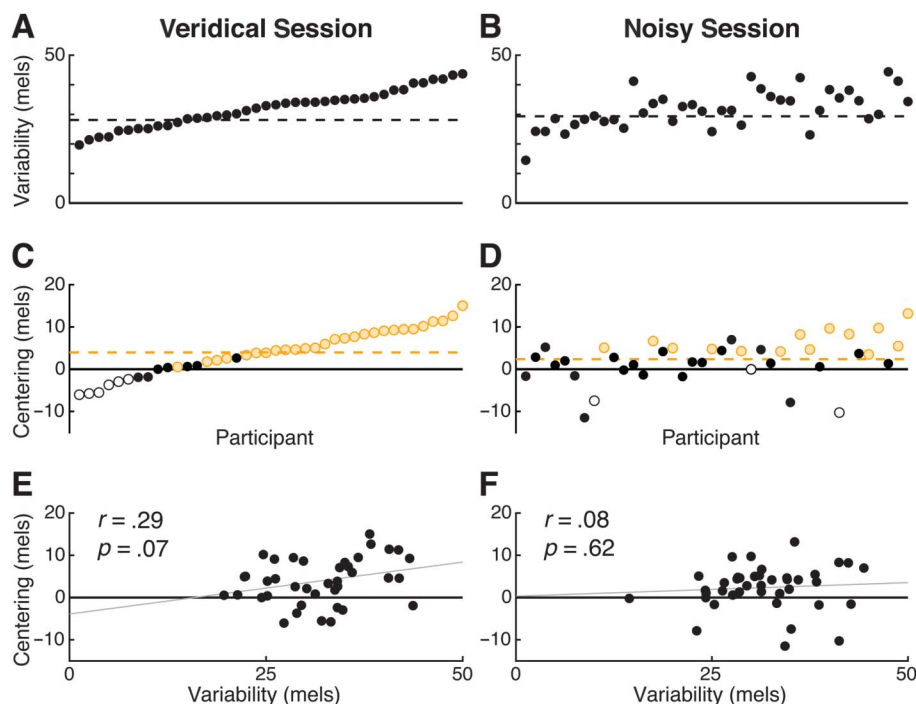 A Veridical Session
B Noisy Session
Variability (mels)
50
0
50
0
C
D
Centering (mels)
20
10
0
−10
Participant
20
10
0
−10
Participant
E
F
Centering (mels)
20
10
0
−10
r = .29
p = .07
0 25 50
Variability (mels)
20
10
0
−10
r = .08
p = .62
0 25 50
Variability (mels)